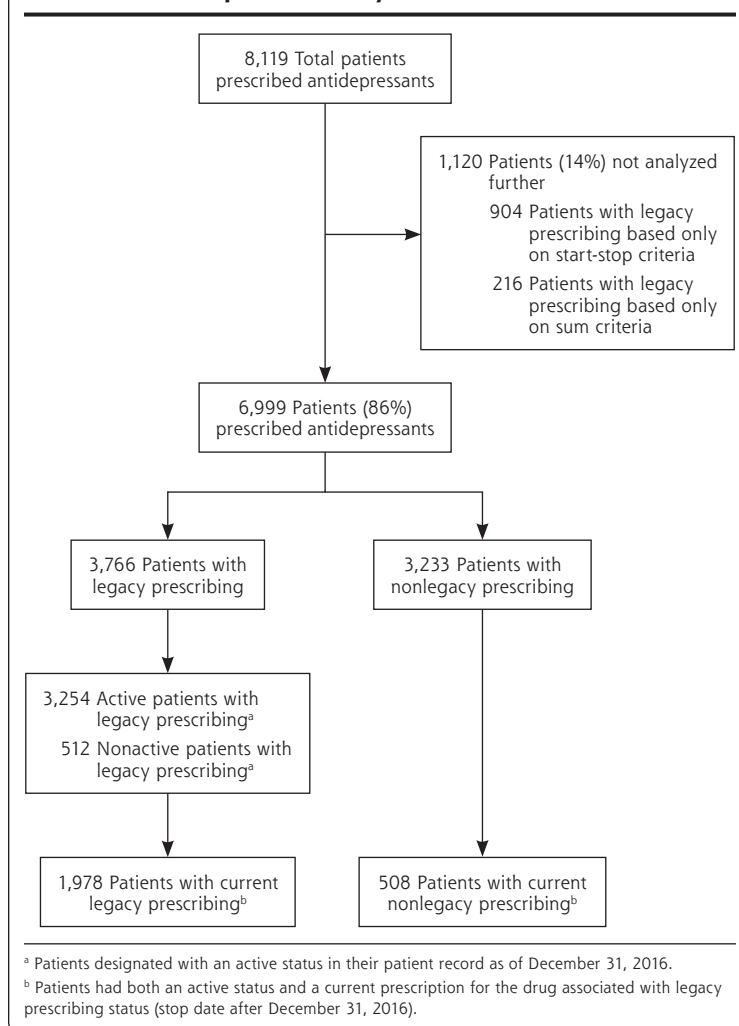 8,119 Total patients
prescribed antidepressants
1,120 Patients (14%) not analyzed
further
904 Patients with legacy
prescribing based only
on start-stop criteria
216 Patients with legacy
prescribing based only
on sum criteria
6,999 Patients (86%)
prescribed antidepressants
3,766 Patients with
legacy prescribing
3,233 Patients with
nonlegacy prescribing
3,254 Active patients with
legacy prescribingᵃ
512 Nonactive patients with
legacy prescribingᵃ
1,978 Patients with current
legacy prescribingᵇ
508 Patients with current
nonlegacy prescribingᵇ
ᵃ Patients designated with an active status in their patient record as of December 31, 2016.
ᵇ Patients had both an active status and a current prescription for the drug associated with legacy
prescribing status (stop date after December 31, 2016).